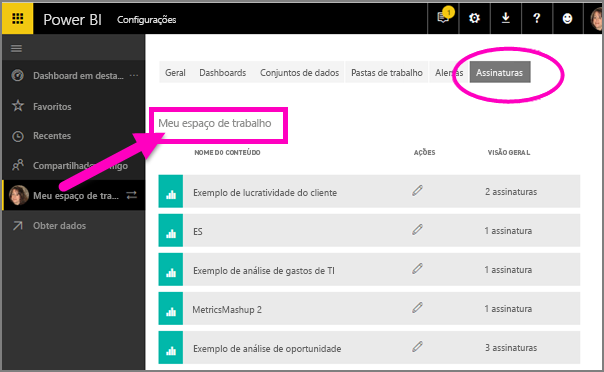 Power BI Configurações 1 ?
Dashboard em desta... ...
Favoritos
Recentes
Compartilhado comigo
Meu espaço de tra...
Obter dados
Geral Dashboards Conjuntos de dados Pastas de trabalho Alertas Assinaturas
Meu espaço de trabalho
NOME DO CONTEÚDO AÇÕES VISÃO GERAL
Exemplo de lucratividade do cliente 2 assinaturas
ES 1 assinatura
Exemplo de análise de gastos de TI 1 assinatura
MetricsMashup 2 1 assinatura
Exemplo de análise de oportunidade 3 assinaturas